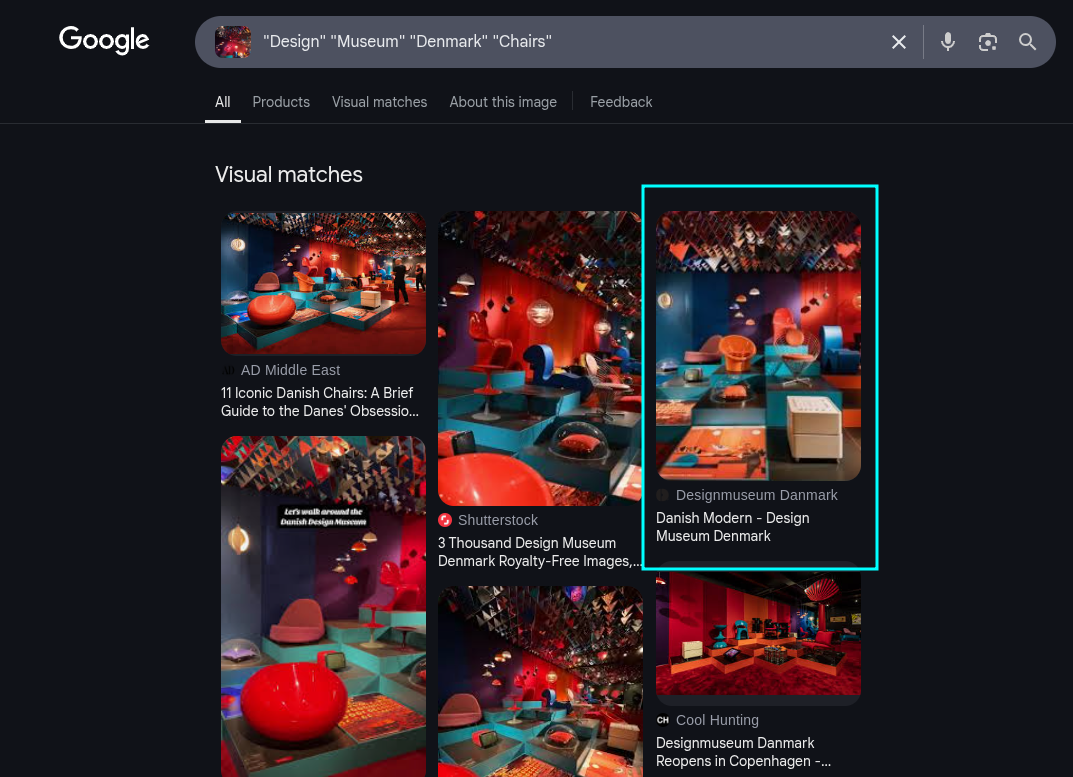 Google
"Design" "Museum" "Denmark" "Chairs"
All
Products
Visual matches
About this image
Feedback
Visual matches
AD Middle East
11 Iconic Danish Chairs: A Brief
Guide to the Danes' Obsessio...
Let's walk around the
Danish Design Museum
Shutterstock
3 Thousand Design Museum
Denmark Royalty-Free Images,...
Designmuseum Danmark
Danish Modern - Design
Museum Denmark
CH Cool Hunting
Designmuseum Danmark
Reopens in Copenhagen -...